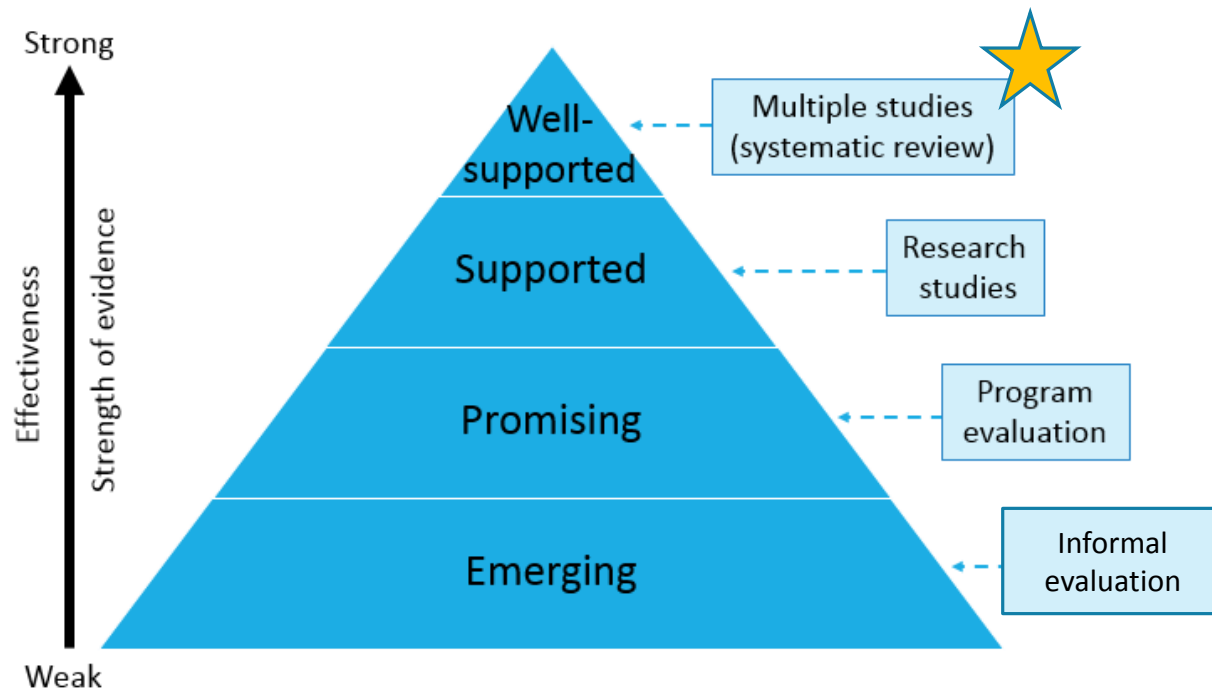 Strong
Multiple studies
(systematic review)
Well-
supported
Research
studies
Supported
Effectiveness
Strength of evidence
Program
evaluation
Promising
Informal
evaluation
Emerging
Weak